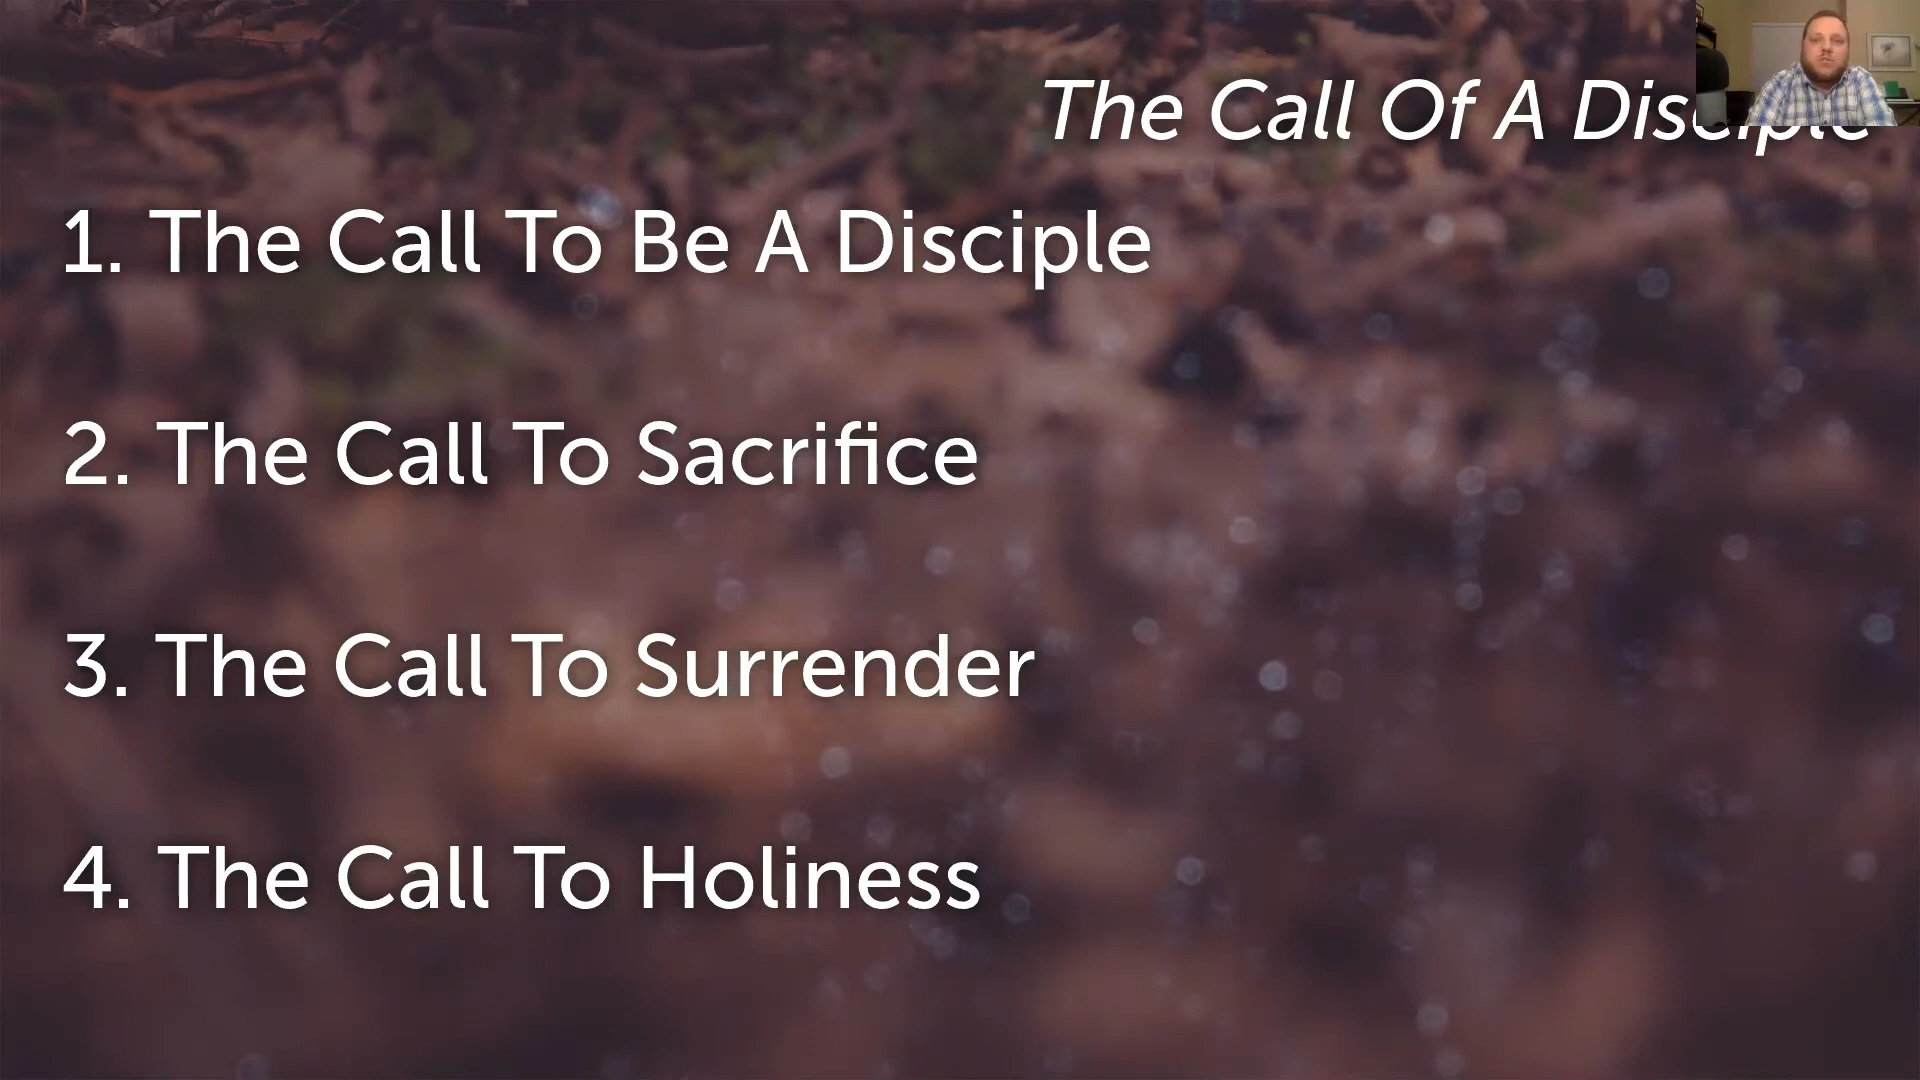 The Call Of A Disciple
1. The Call To Be A Disciple
2. The Call To Sacrifice
3. The Call To Surrender
4. The Call To Holiness